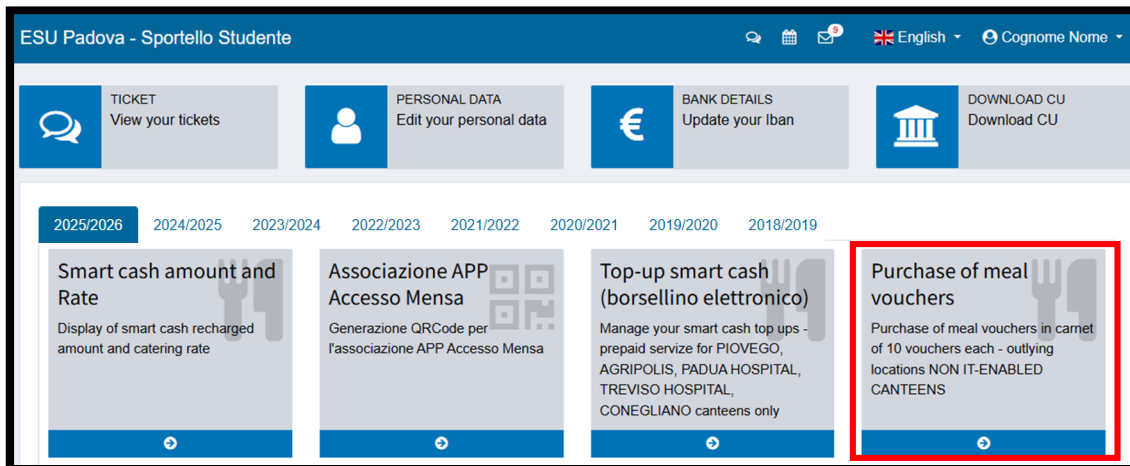 ESU Padova - Sportello Studente
9
English
Cognome Nome
TICKET
View your tickets
PERSONAL DATA
Edit your personal data
€
BANK DETAILS
Update your Iban
DOWNLOAD CU
Download CU
2025/2026 2024/2025 2023/2024 2022/2023 2021/2022 2020/2021 2019/2020 2018/2019
Smart cash amount and
Rate
Display of smart cash recharged
amount and catering rate
Associazione APP
Accesso Mensa
Generazione QRCode per
l'associazione APP Accesso Mensa
Top-up smart cash
(borsellino elettronico)
Manage your smart cash top ups -
prepaid servize for PIOVEGO,
AGRIPOLIS, PADUA HOSPITAL,
TREVISO HOSPITAL,
CONEGLIANO canteens only
Purchase of meal
vouchers
Purchase of meal vouchers in carnet
of 10 vouchers each - outlying
locations NON IT-ENABLED
CANTEENS